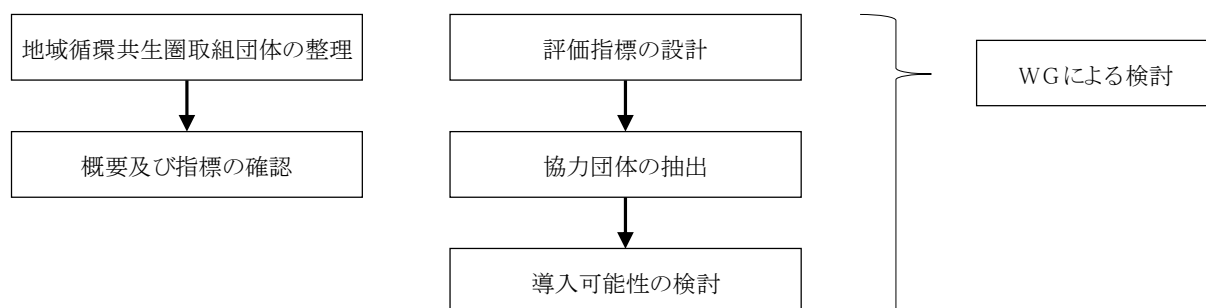 地域循環共生圏取組団体の整理
概要及び指標の確認
評価指標の設計
協力団体の抽出
導入可能性の検討
ＷＧによる検討